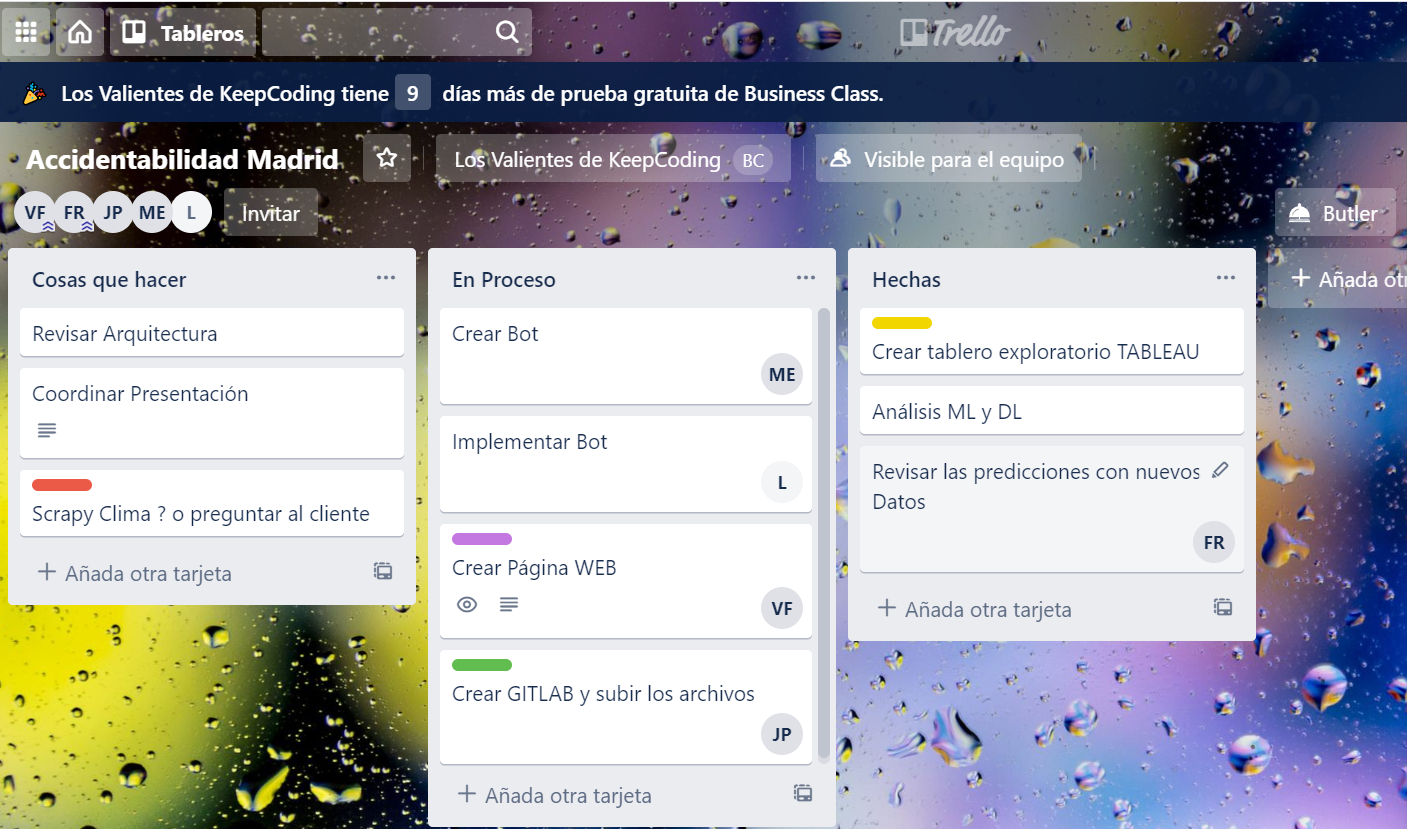 Tableros
Trello
Los Valientes de KeepCoding tiene 9 días más de prueba gratuita de Business Class.
Accidentabilidad Madrid
Los Valientes de KeepCoding BC
Visible para el equipo
VF FR JP ME L
Invitar
Butler
Cosas que hacer
Revisar Arquitectura
Coordinar Presentación
Scrapy Clima ? o preguntar al cliente
+ Añada otra tarjeta
En Proceso
Crear Bot
ME
Implementar Bot
L
Crear Página WEB
VF
Crear GITLAB y subir los archivos
JP
+ Añada otra tarjeta
Hechas
Crear tablero exploratorio TABLEAU
Análisis ML y DL
Revisar las predicciones con nuevos
Datos
FR
+ Añada otra tarjeta
+ Añada